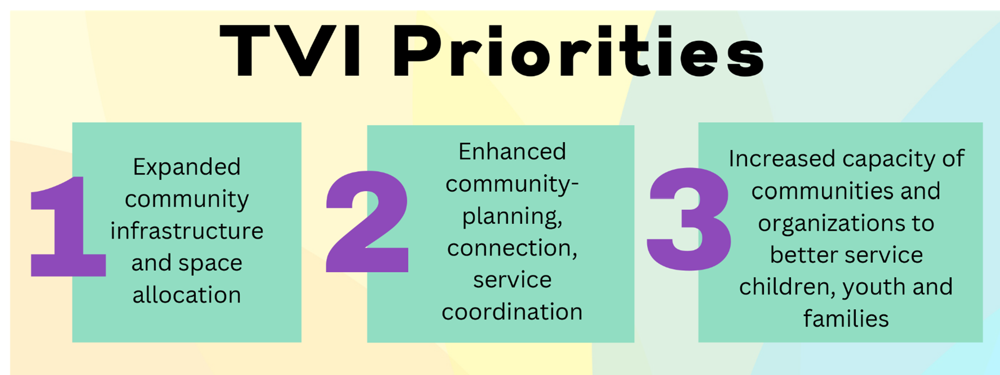 TVI Priorities
1
Expanded
community
infrastructure
and space
allocation
2
Enhanced
community-
planning,
connection,
service
coordination
3
Increased capacity of
communities and
organizations to
better service
children, youth and
families